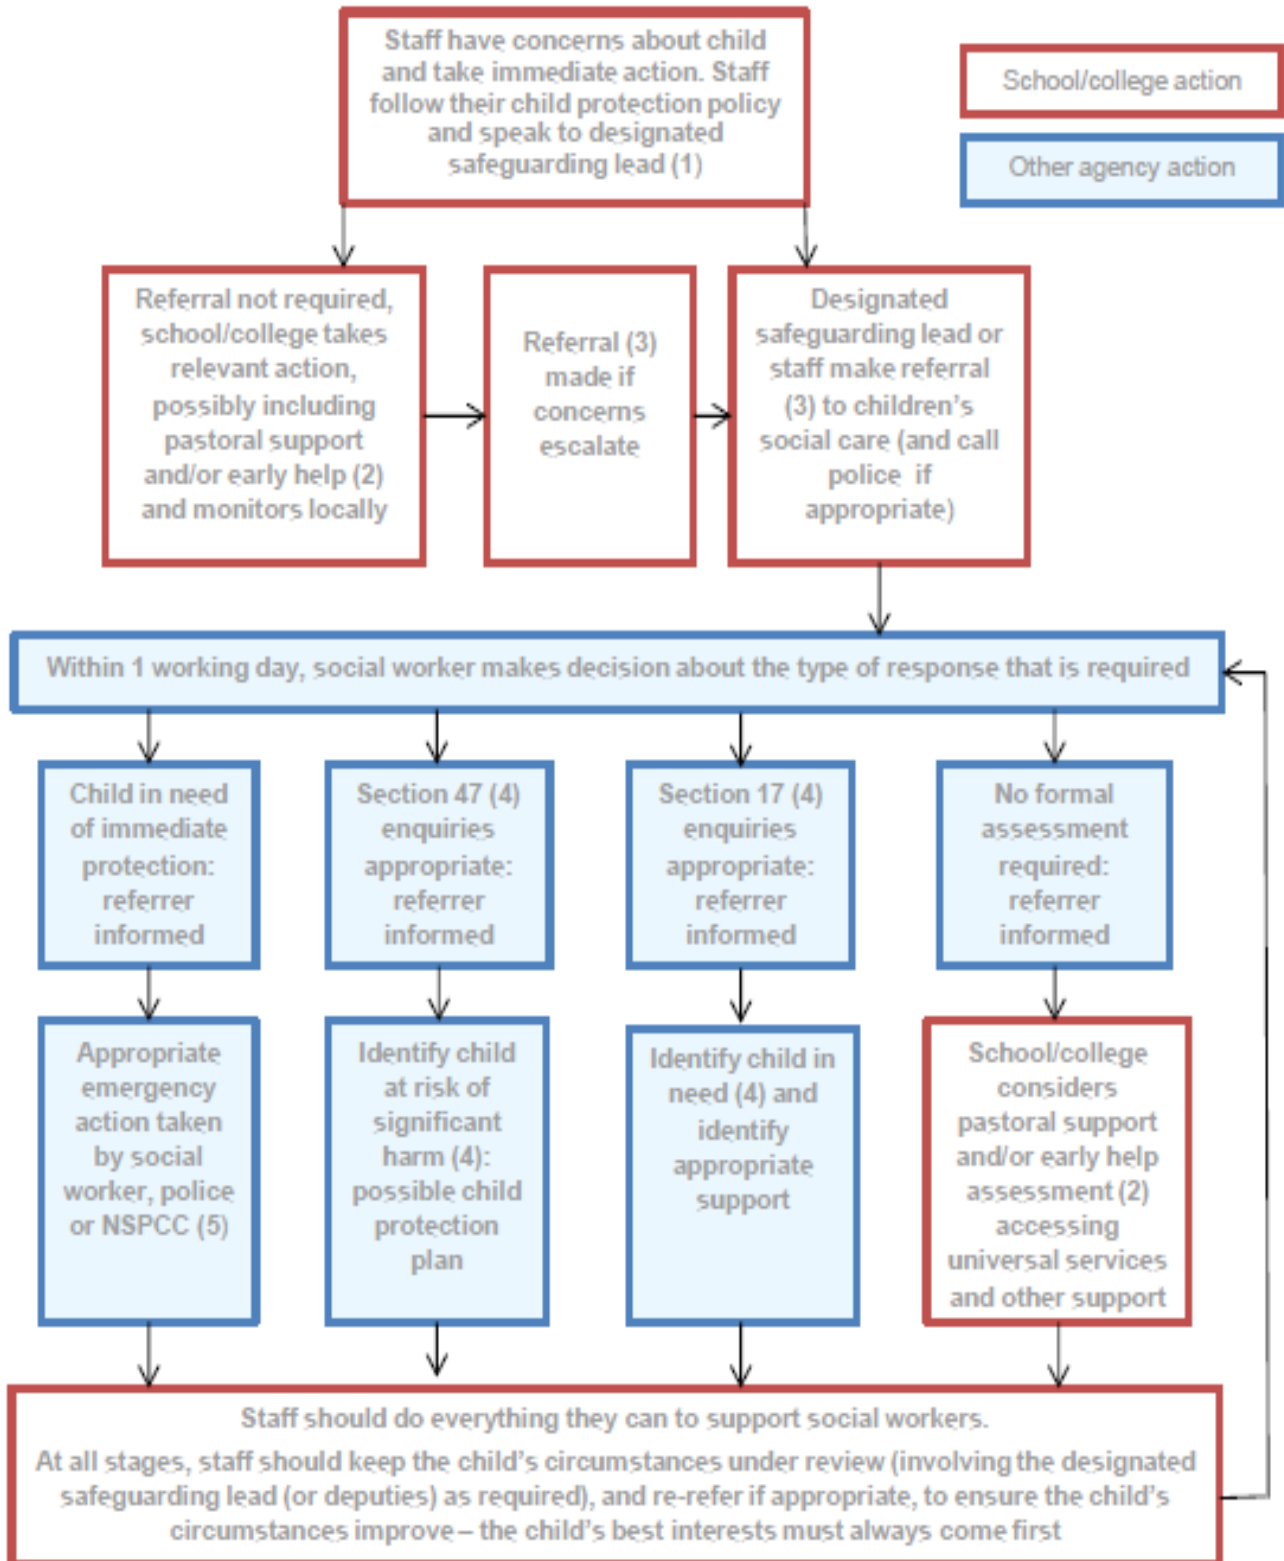 Staff have concerns about child
and take immediate action. Staff
follow their child protection policy
and speak to designated
safeguarding lead (1)
School/college action
Other agency action
Referral not required,
school/college takes
relevant action,
possibly including
pastoral support
and/or early help (2)
and monitors locally
Referral (3)
made if
concerns
escalate
Designated
safeguarding lead or
staff make referral
(3) to children's
social care (and call
police if
appropriate)
Within 1 working day, social worker makes decision about the type of response that is required
Child in need
of immediate
protection:
referrer
informed
Section 47 (4)
enquiries
appropriate:
referrer
informed
Section 17 (4)
enquiries
appropriate:
referrer
informed
No formal
assessment
required:
referrer
informed
Appropriate
emergency
action taken
by social
worker, police
or NSPCC (5)
Identify child
at risk of
significant
harm (4):
possible child
protection
plan
Identify child in
need (4) and
identify
appropriate
support
School/college
considers
pastoral support
and/or early help
assessment (2)
accessing
universal services
and other support
Staff should do everything they can to support social workers.
At all stages, staff should keep the child's circumstances under review (involving the designated
safeguarding lead (or deputies) as required), and re-refer if appropriate, to ensure the child's
circumstances improve – the child's best interests must always come first